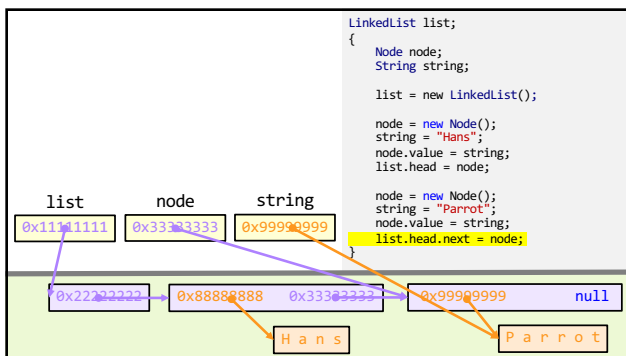 LinkedList list;
{
Node node;
String string;
list = new LinkedList();
node = new Node();
string = "Hans";
node.value = string;
list.head = node;
node = new Node();
string = "Parrot";
node.value = string;
list.head.next = node;
}
list node string
0x11111111 0x33333333 0x99999999
0x22222222 0x88888888 0x33333333 0x99999999 null
H a n s P a r r o t